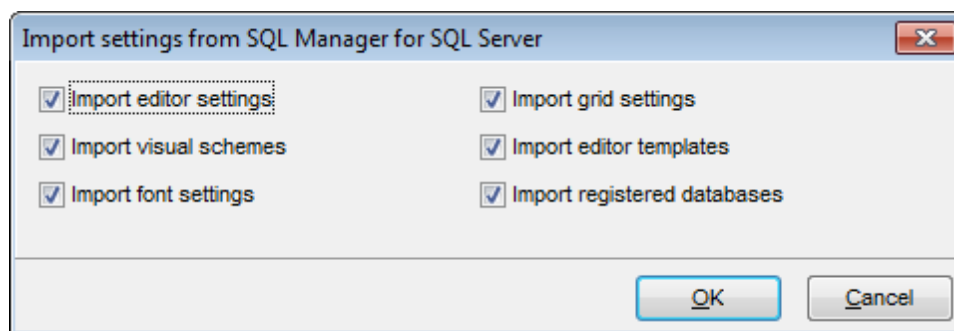 Import settings from SQL Manager for SQL Server
Import editor settings
Import grid settings
Import visual schemes
Import editor templates
Import font settings
Import registered databases
OK
Cancel